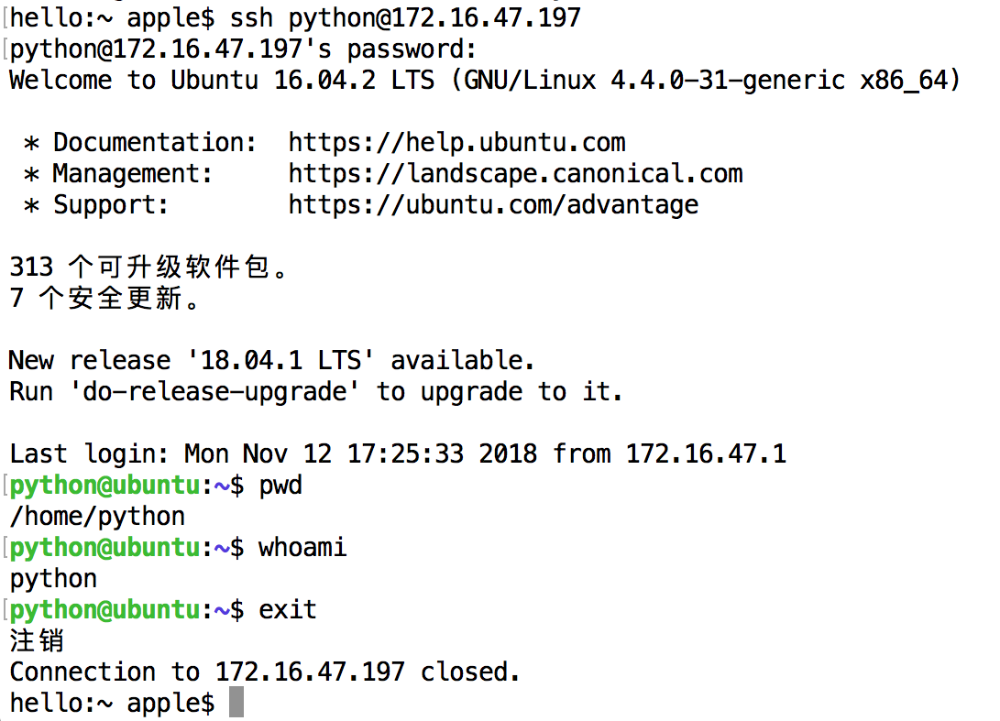 hello:~ apple$ ssh python@172.16.47.197
python@172.16.47.197's password:
Welcome to Ubuntu 16.04.2 LTS (GNU/Linux 4.4.0-31-generic x86_64)
* Documentation:  https://help.ubuntu.com
* Management:     https://landscape.canonical.com
* Support:        https://ubuntu.com/advantage
313 个可升级软件包。
7 个安全更新。
New release '18.04.1 LTS' available.
Run 'do-release-upgrade' to upgrade to it.
Last login: Mon Nov 12 17:25:33 2018 from 172.16.47.1
python@ubuntu:~$ pwd
/home/python
python@ubuntu:~$ whoami
python
python@ubuntu:~$ exit
注销
Connection to 172.16.47.197 closed.
hello:~ apple$